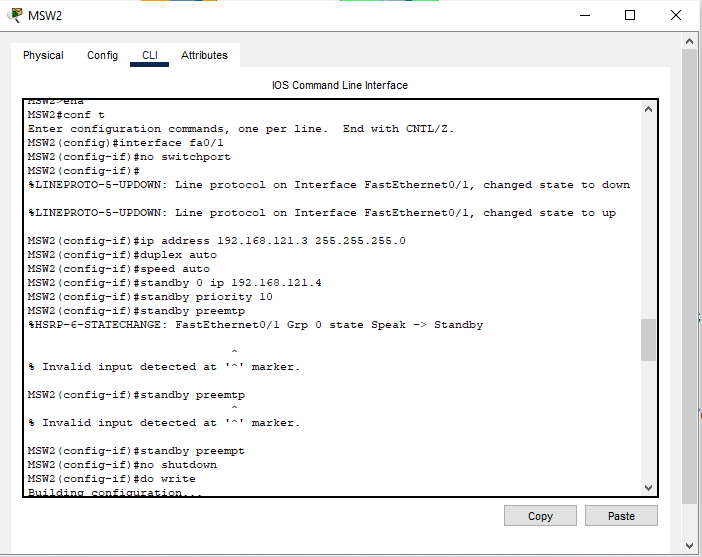 MSW2
Physical Config CLI Attributes
IOS Command Line Interface
MSW2>ena
MSW2#conf t
Enter configuration commands, one per line.  End with CNTL/Z.
MSW2(config)#interface fa0/1
MSW2(config-if)#no switchport
MSW2(config-if)#
%LINEPROTO-5-UPDOWN: Line protocol on Interface FastEthernet0/1, changed state to down
%LINEPROTO-5-UPDOWN: Line protocol on Interface FastEthernet0/1, changed state to up
MSW2(config-if)#ip address 192.168.121.3 255.255.255.0
MSW2(config-if)#duplex auto
MSW2(config-if)#speed auto
MSW2(config-if)#standby 0 ip 192.168.121.4
MSW2(config-if)#standby priority 10
MSW2(config-if)#standby preemtp
%HSRP-6-STATECHANGE: FastEthernet0/1 Grp 0 state Speak -> Standby
^
% Invalid input detected at '^' marker.
MSW2(config-if)#standby preemtp
^
% Invalid input detected at '^' marker.
MSW2(config-if)#standby preempt
MSW2(config-if)#no shutdown
MSW2(config-if)#do write
Building configuration...
Copy Paste